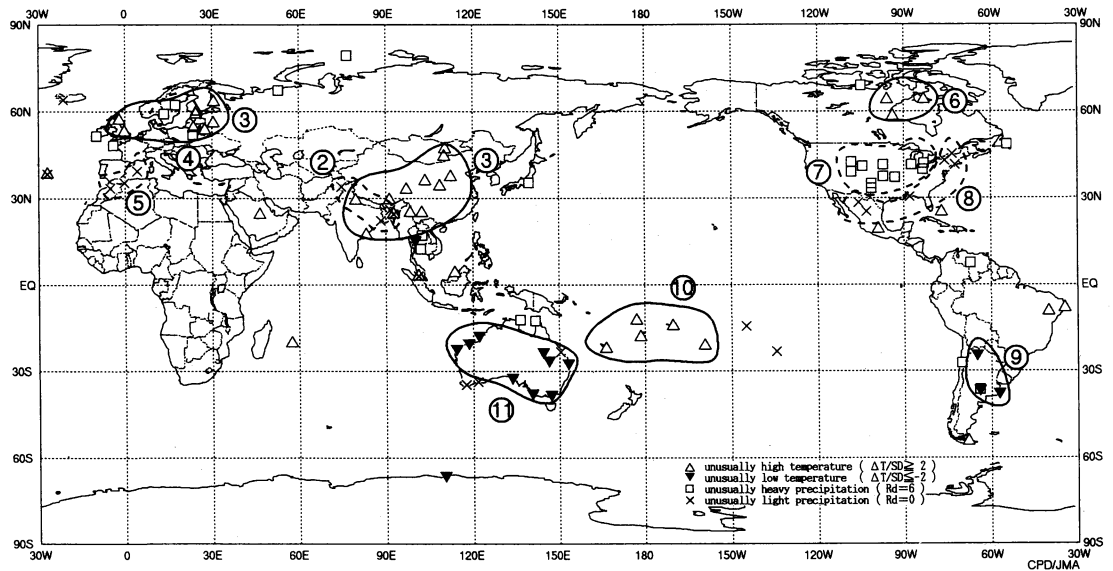 30W 0 30E 60E 90E 120E 150E 180 150W 120W 90W 60W 30W
90N 90N
60N 60N
30N 30N
EQ EQ
30S 30S
60S 60S
90S 90S
③ ⑥
④ ② ③ ⑦
⑤ ⑧
⑩
⑨
⑪
△ unusually high temperature ( ΔT/SD≧ 2 )
▼ unusually low temperature ( ΔT/SD≦-2 )
□ unusually heavy precipitation ( Rd=6 )
× unusually light precipitation ( Rd=0 )
30W 0 30E 60E 90E 120E 150E 180 150W 120W 90W 60W 30W
CPD/JMA